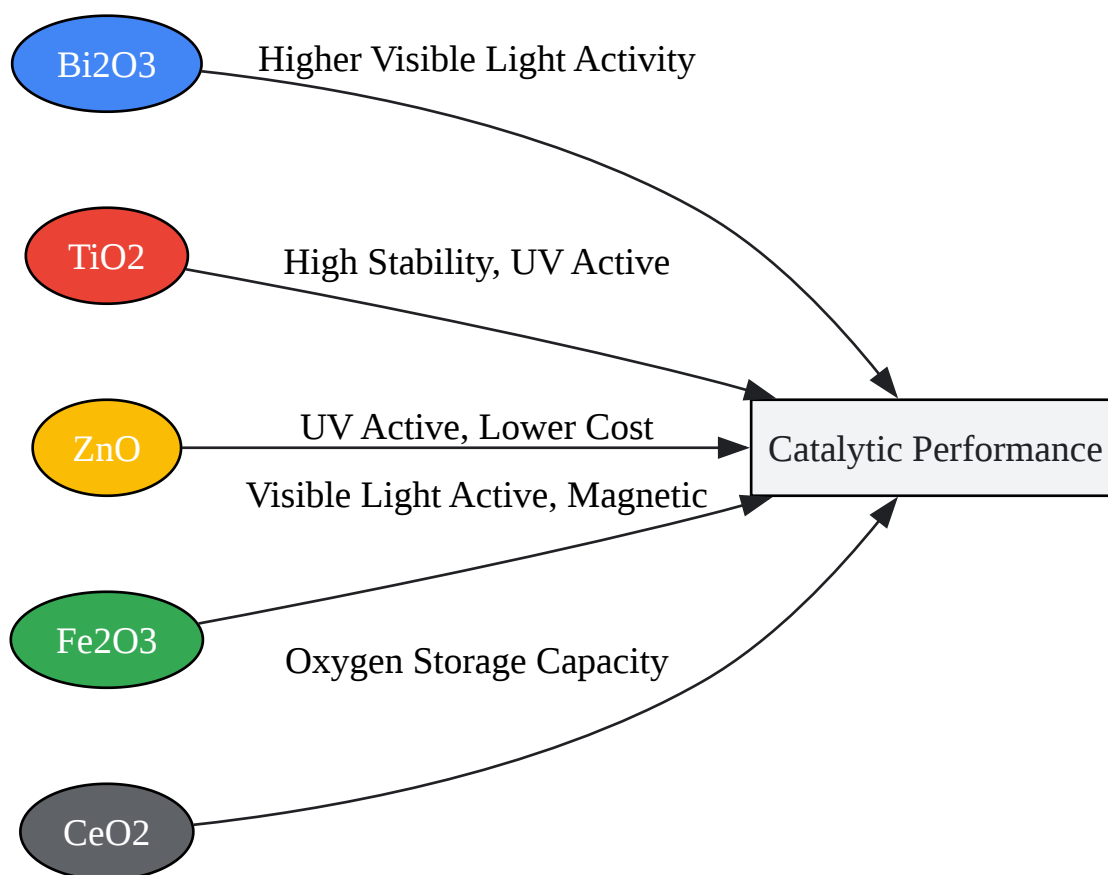 Bi2O3
Higher Visible Light Activity
TiO2
High Stability, UV Active
ZnO
UV Active, Lower Cost
Catalytic Performance
Visible Light Active, Magnetic
Fe2O3
Oxygen Storage Capacity
CeO2